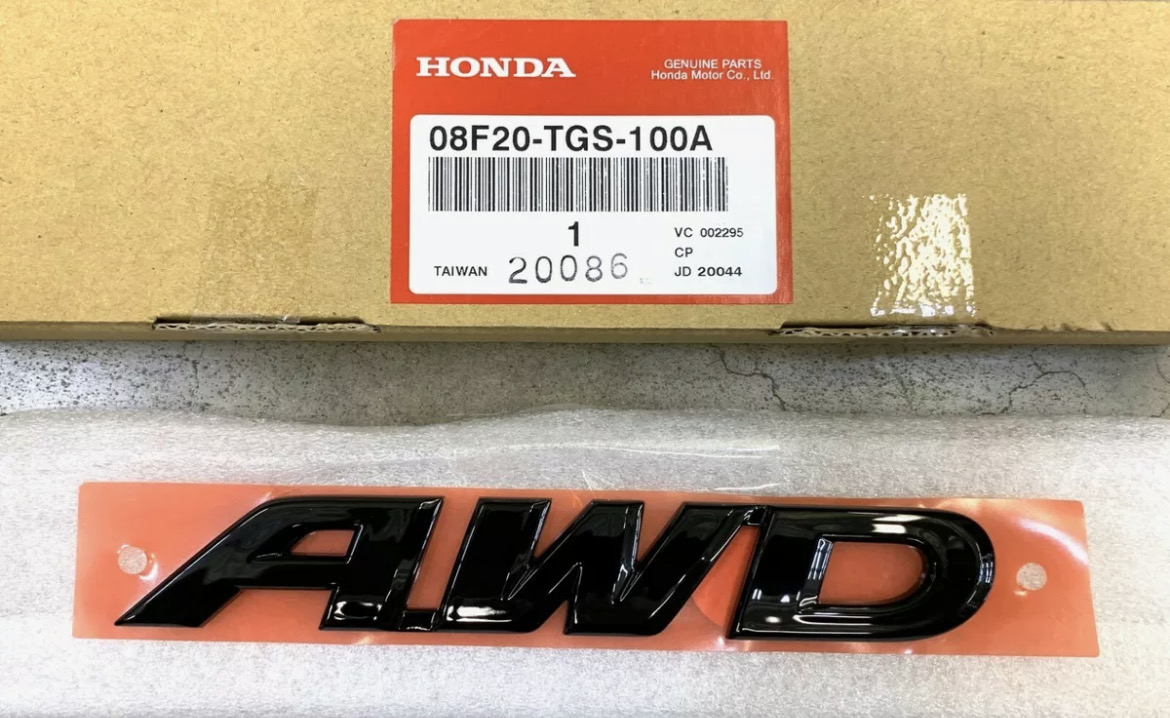 HONDA
GENUINE PARTS
Honda Motor Co., Ltd.
08F20-TGS-100A
1
VC 002295
CP
TAIWAN 20086
JD 20044
AWD